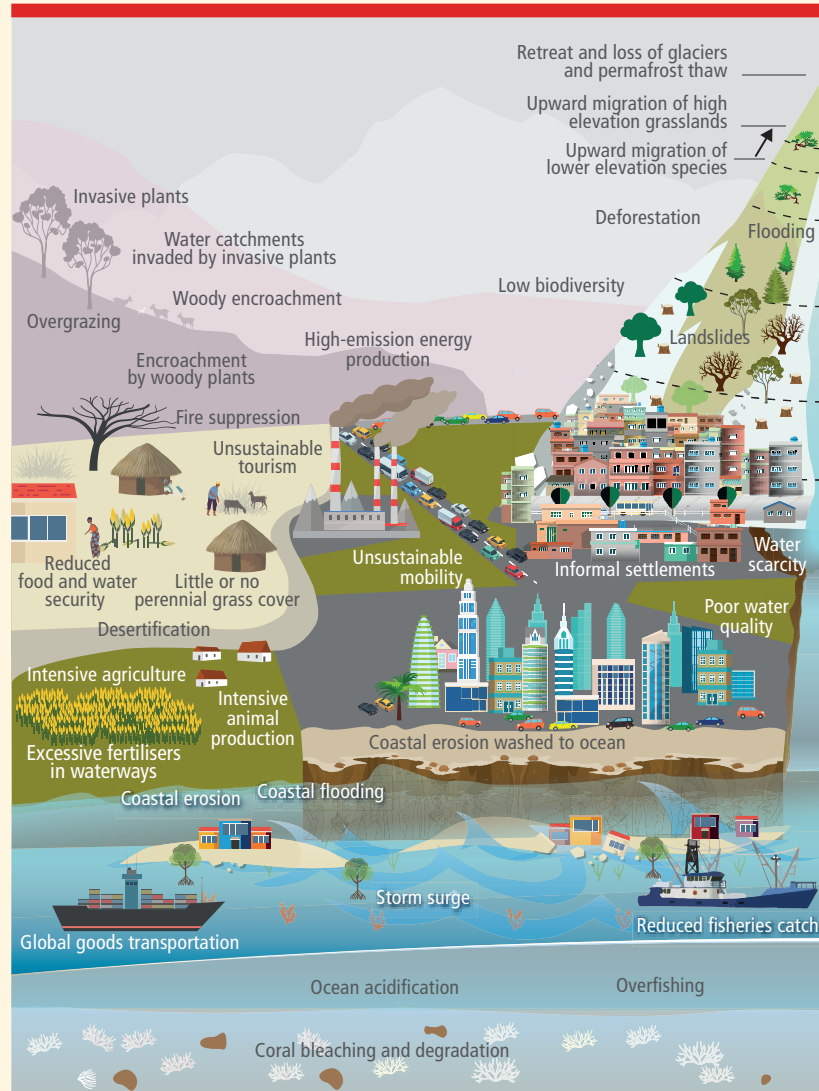 Retreat and loss of glaciers
and permafrost thaw
Upward migration of high
elevation grasslands
Upward migration of
lower elevation species
Invasive plants
Deforestation
Flooding
Water catchments
invaded by invasive plants
Low biodiversity
Woody encroachment
Overgrazing
High-emission energy
production
Landslides
Encroachment
by woody plants
Fire suppression
Unsustainable
tourism
Reduced
food and water
security
Little or no
perennial grass cover
Unsustainable
mobility
Informal settlements
Water
scarcity
Poor water
quality
Desertification
Intensive agriculture
Intensive
animal
production
Excessive fertilisers
in waterways
Coastal erosion washed to ocean
Coastal erosion
Coastal flooding
Storm surge
Global goods transportation
Reduced fisheries catch
Ocean acidification
Overfishing
Coral bleaching and degradation